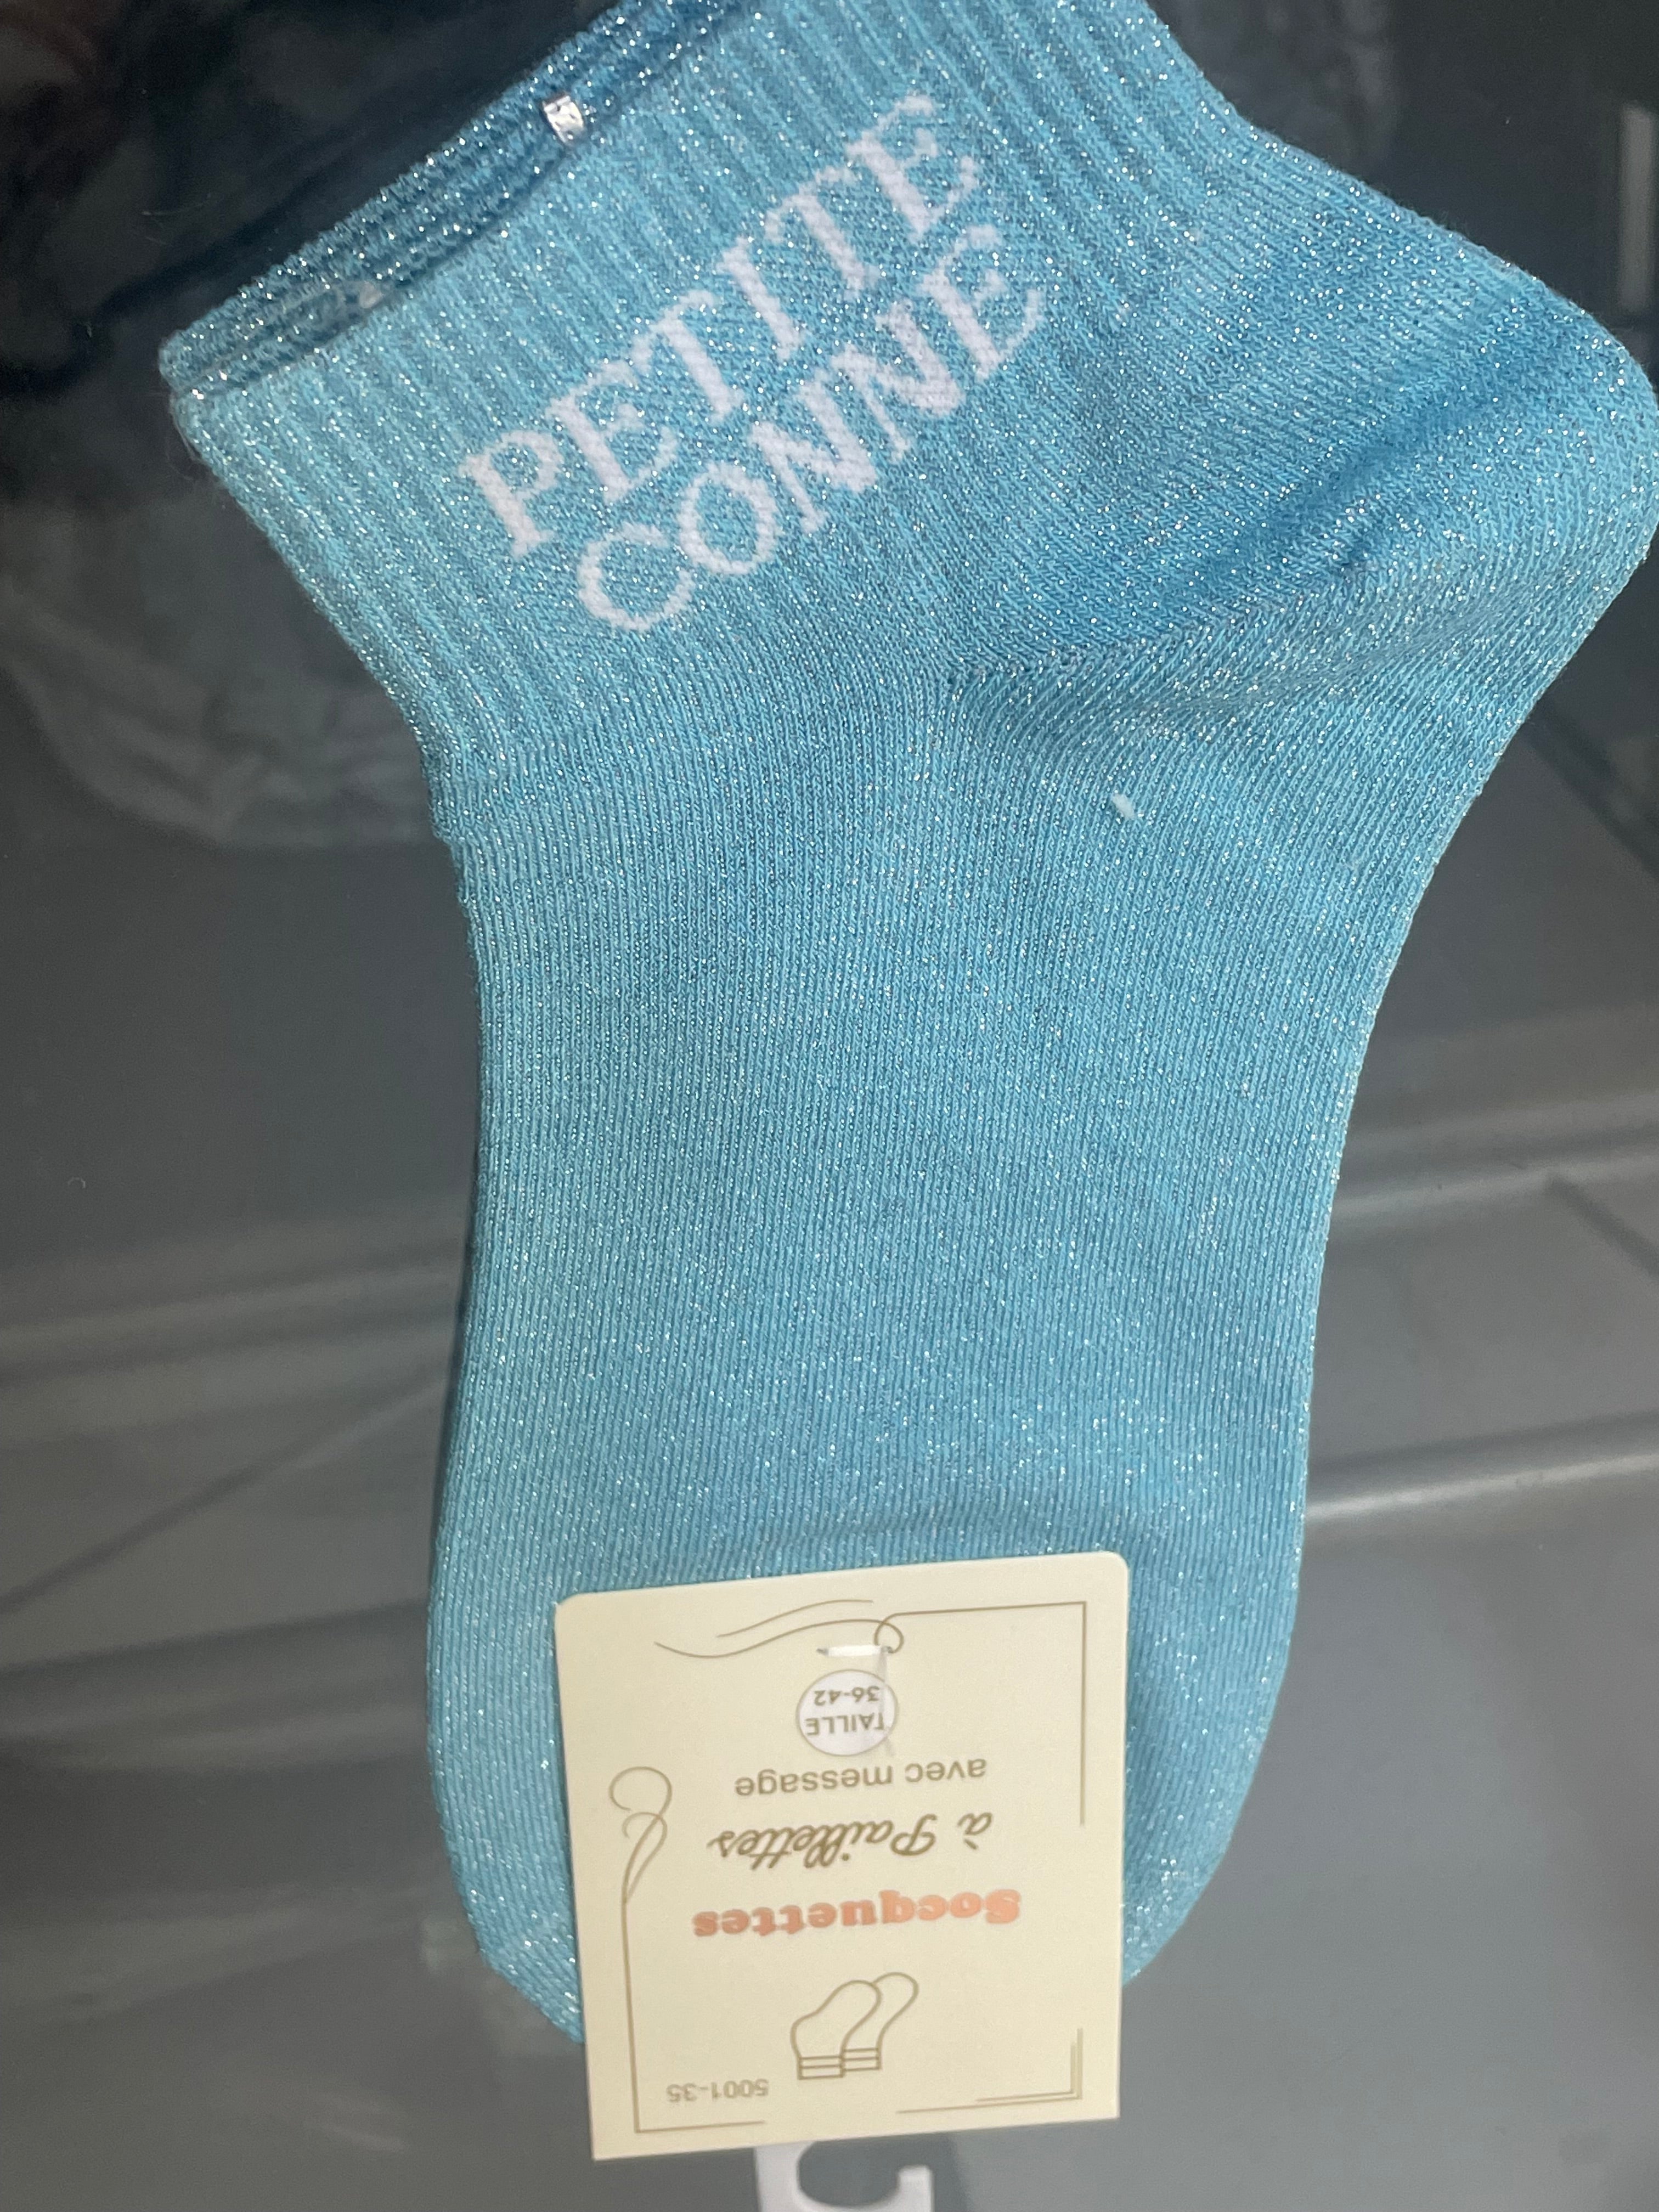 PETITE
CONNE
5001-35
Socquettes
à Paillettes
avec message
TAILLE
36-42